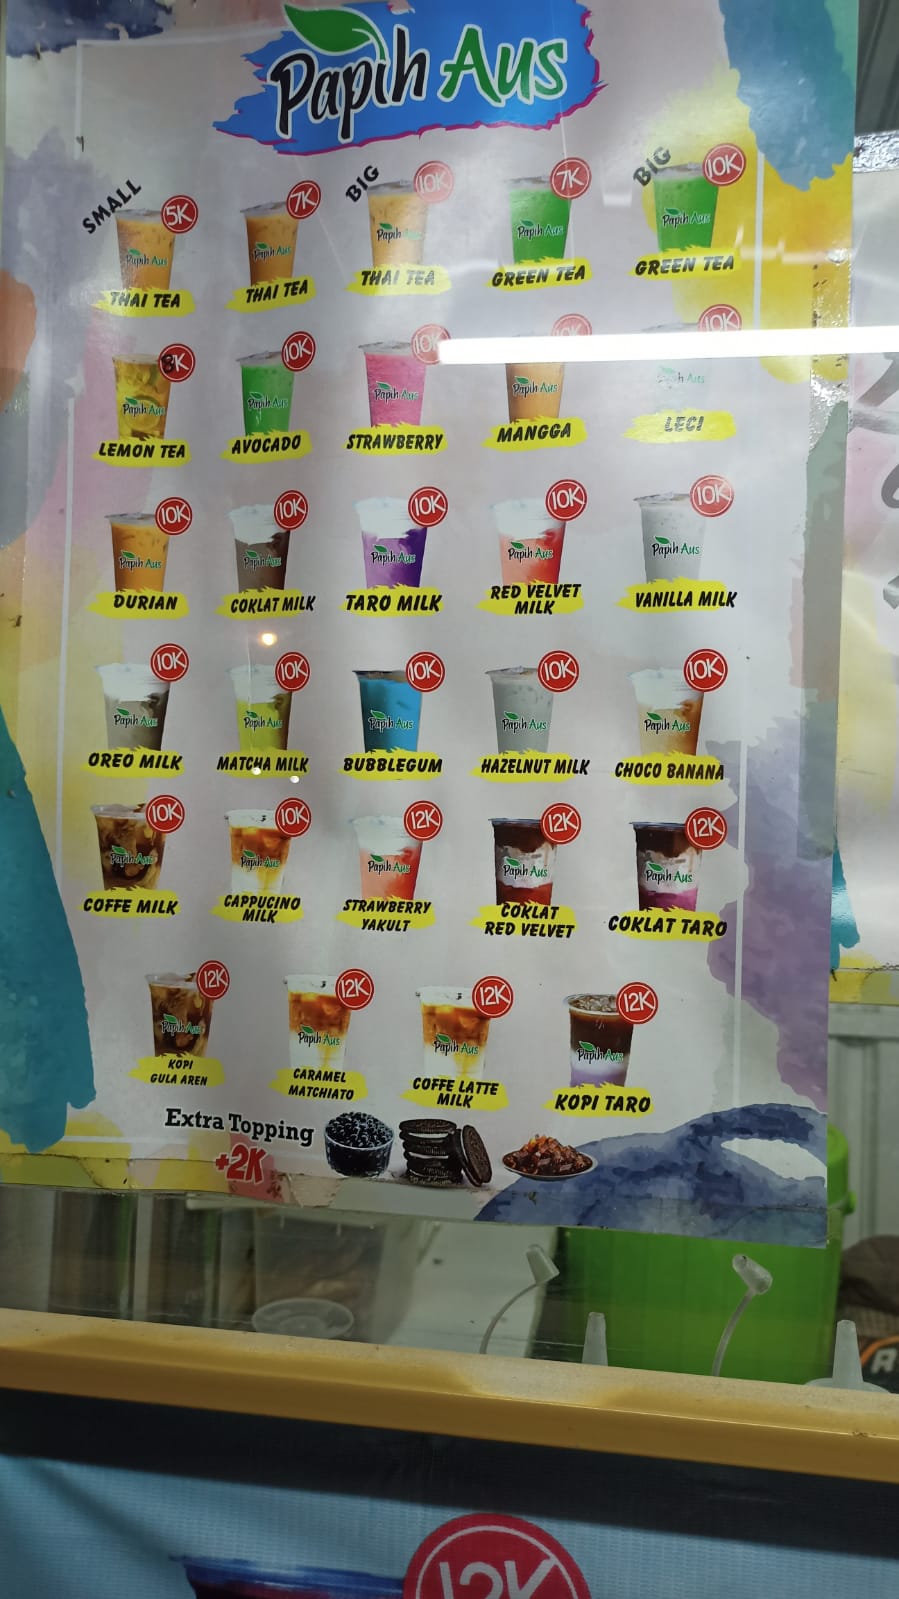 Papih Aus
SMALL 5K 7K BIG 10K 7K BIG 10K
THAI TEA THAI TEA THAI TEA GREEN TEA GREEN TEA
10K 10K 10K 10K
LEMON TEA AVOCADO STRAWBERRY MANGGA LECI
10K 10K 10K 10K 10K
DURIAN COKLAT MILK TARO MILK RED VELVET MILK VANILLA MILK
10K 10K 10K 10K 10K
OREO MILK MATCHA MILK BUBBLEGUM HAZELNUT MILK CHOCO BANANA
10K 10K 12K 12K 12K
COFFE MILK CAPPUCINO MILK STRAWBERRY YAKULT COKLAT RED VELVET COKLAT TARO
12K 12K 12K 12K
KOPI GULA AREN CARAMEL MATCHIATO COFFE LATTE MILK KOPI TARO
Extra Topping
+2K
12K